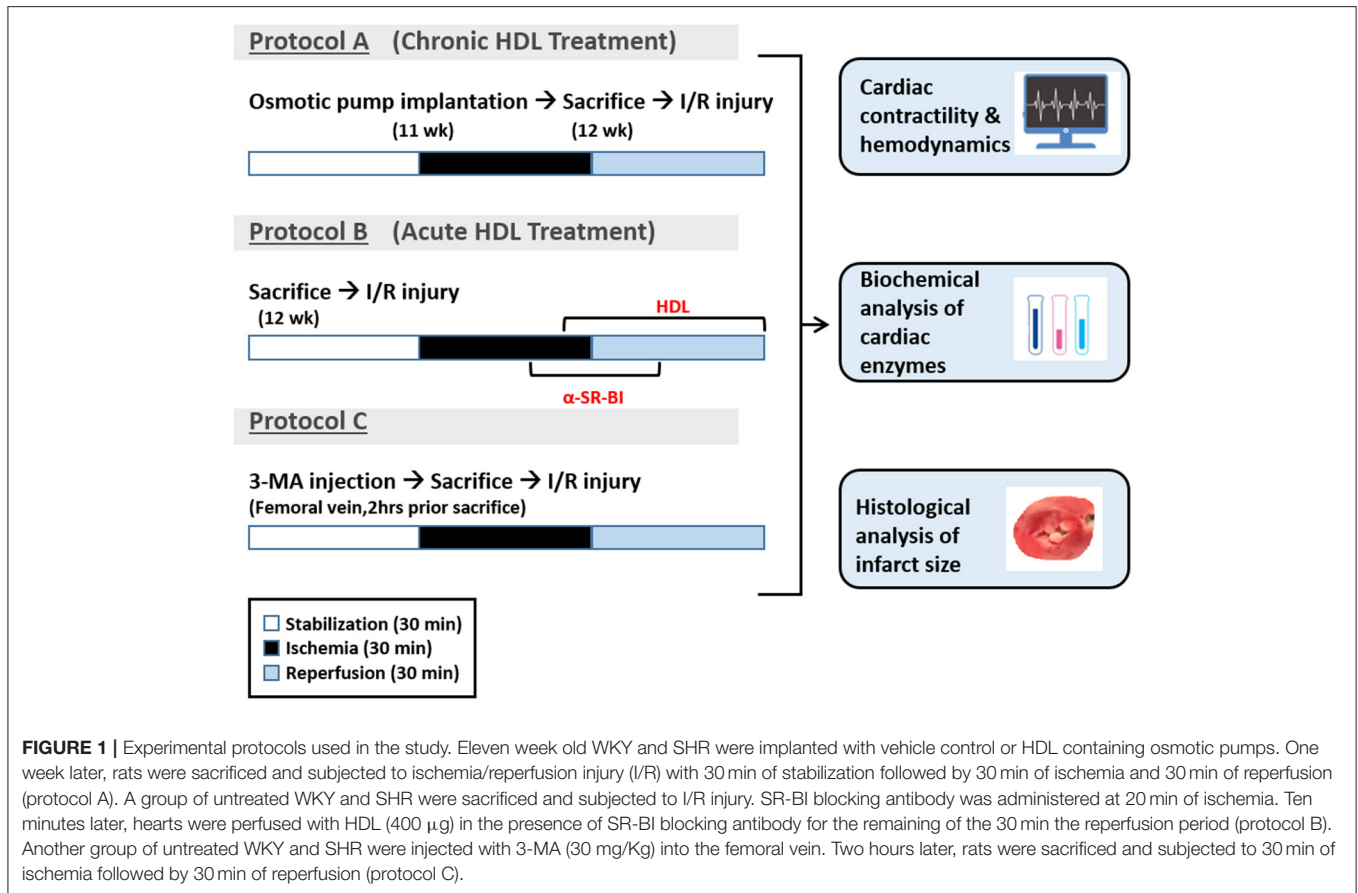 Protocol A (Chronic HDL Treatment)
Osmotic pump implantation → Sacrifice → I/R injury
(11 wk) (12 wk)
Protocol B (Acute HDL Treatment)
Sacrifice → I/R injury
(12 wk)
HDL
α-SR-BI
Protocol C
3-MA injection → Sacrifice → I/R injury
(Femoral vein,2hrs prior sacrifice)
Stabilization (30 min)
Ischemia (30 min)
Reperfusion (30 min)
Cardiac
contractility &
hemodynamics
Biochemical
analysis of
cardiac
enzymes
Histological
analysis of
infarct size
FIGURE 1 | Experimental protocols used in the study. Eleven week old WKY and SHR were implanted with vehicle control or HDL containing osmotic pumps. One
week later, rats were sacrificed and subjected to ischemia/reperfusion injury (I/R) with 30 min of stabilization followed by 30 min of ischemia and 30 min of reperfusion
(protocol A). A group of untreated WKY and SHR were sacrificed and subjected to I/R injury. SR-BI blocking antibody was administered at 20 min of ischemia. Ten
minutes later, hearts were perfused with HDL (400 μg) in the presence of SR-BI blocking antibody for the remaining of the 30 min the reperfusion period (protocol B).
Another group of untreated WKY and SHR were injected with 3-MA (30 mg/Kg) into the femoral vein. Two hours later, rats were sacrificed and subjected to 30 min of
ischemia followed by 30 min of reperfusion (protocol C).